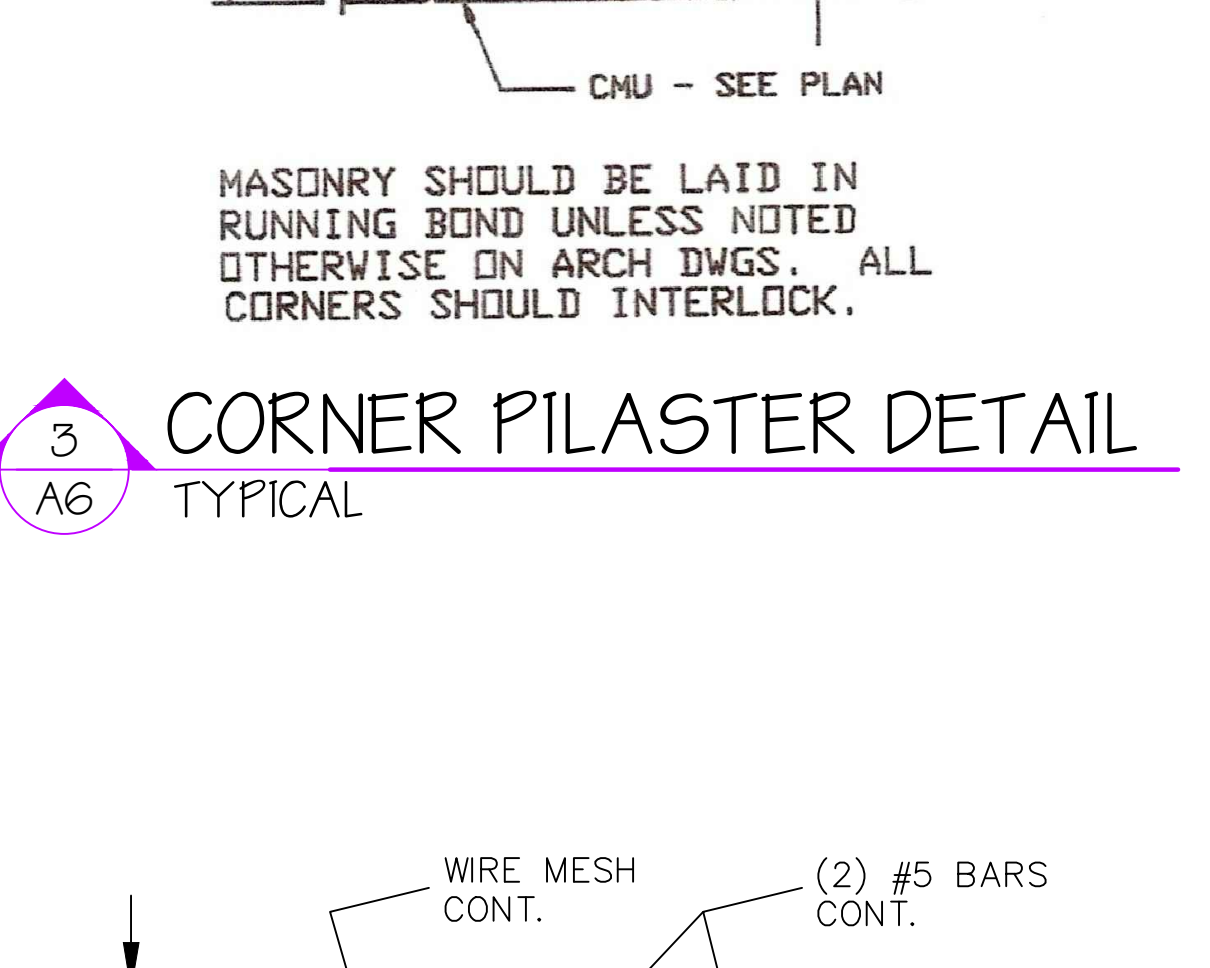 CMU - SEE PLAN
MASONRY SHOULD BE LAID IN
RUNNING BOND UNLESS NOTED
OTHERWISE ON ARCH DWGS. ALL
CORNERS SHOULD INTERLOCK.
3
CORNER PILASTER DETAIL
A6
TYPICAL
WIRE MESH
CONT.
(2) #5 BARS
CONT.